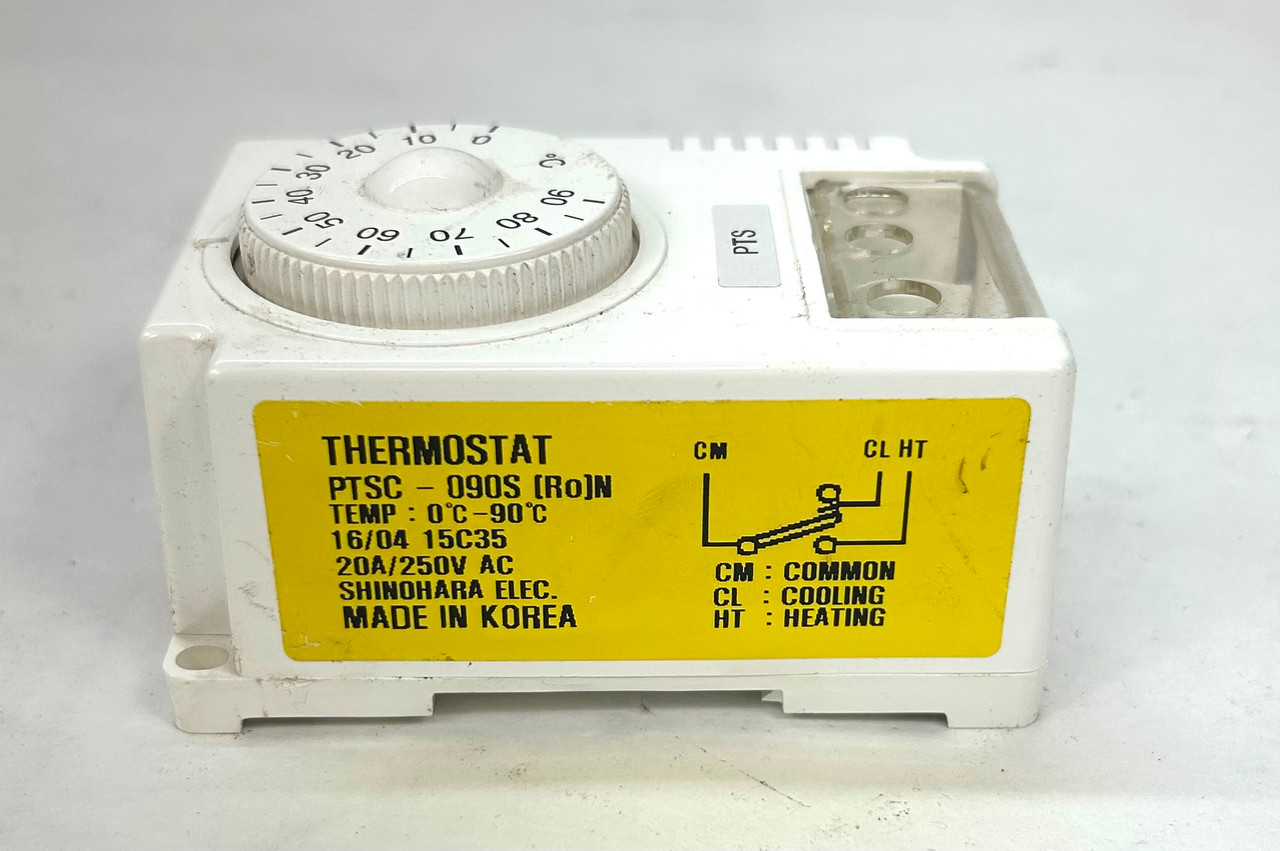 0
10
20
30
40
50
60
70
80
90
°C
PTS
THERMOSTAT
PTSC - 090S (Ro)N
TEMP : 0℃-90℃
16/04 15C35
20A/250V AC
SHINOHARA ELEC.
MADE IN KOREA
CM
CL HT
CM : COMMON
CL : COOLING
HT : HEATING